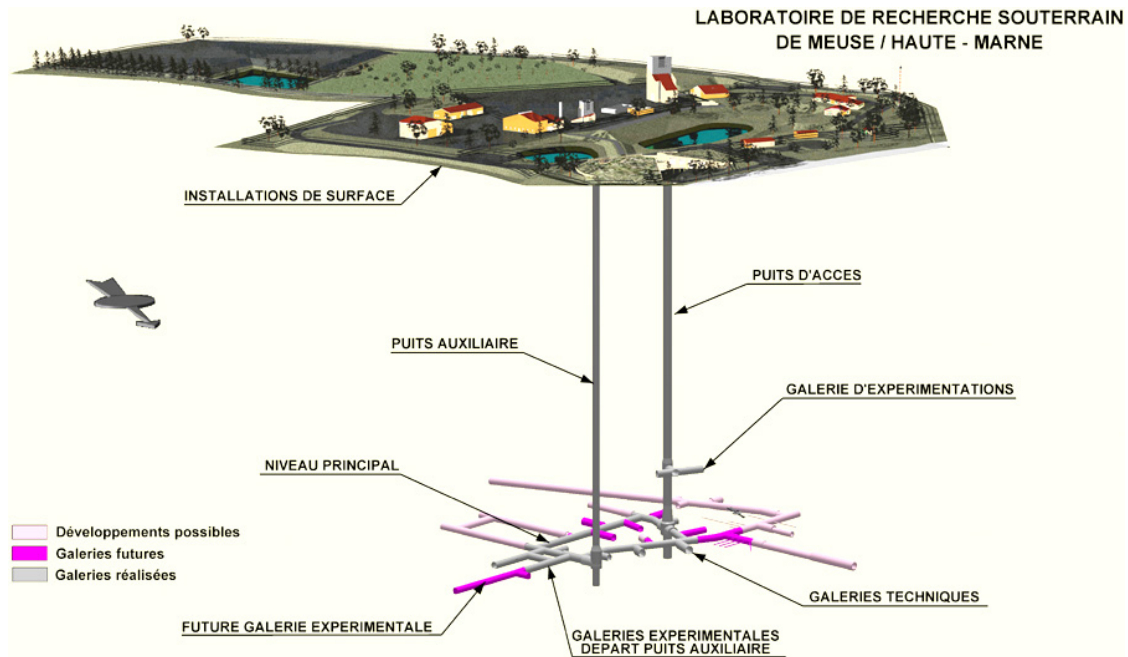 LABORATOIRE DE RECHERCHE SOUTERRAIN
DE MEUSE / HAUTE - MARNE
INSTALLATIONS DE SURFACE
PUITS D'ACCES
PUITS AUXILIAIRE
GALERIE D'EXPERIMENTATIONS
NIVEAU PRINCIPAL
Développements possibles
Galeries futures
Galeries réalisées
GALERIES TECHNIQUES
FUTURE GALERIE EXPERIMENTALE
GALERIES EXPERIMENTALES
DEPART PUITS AUXILIAIRE